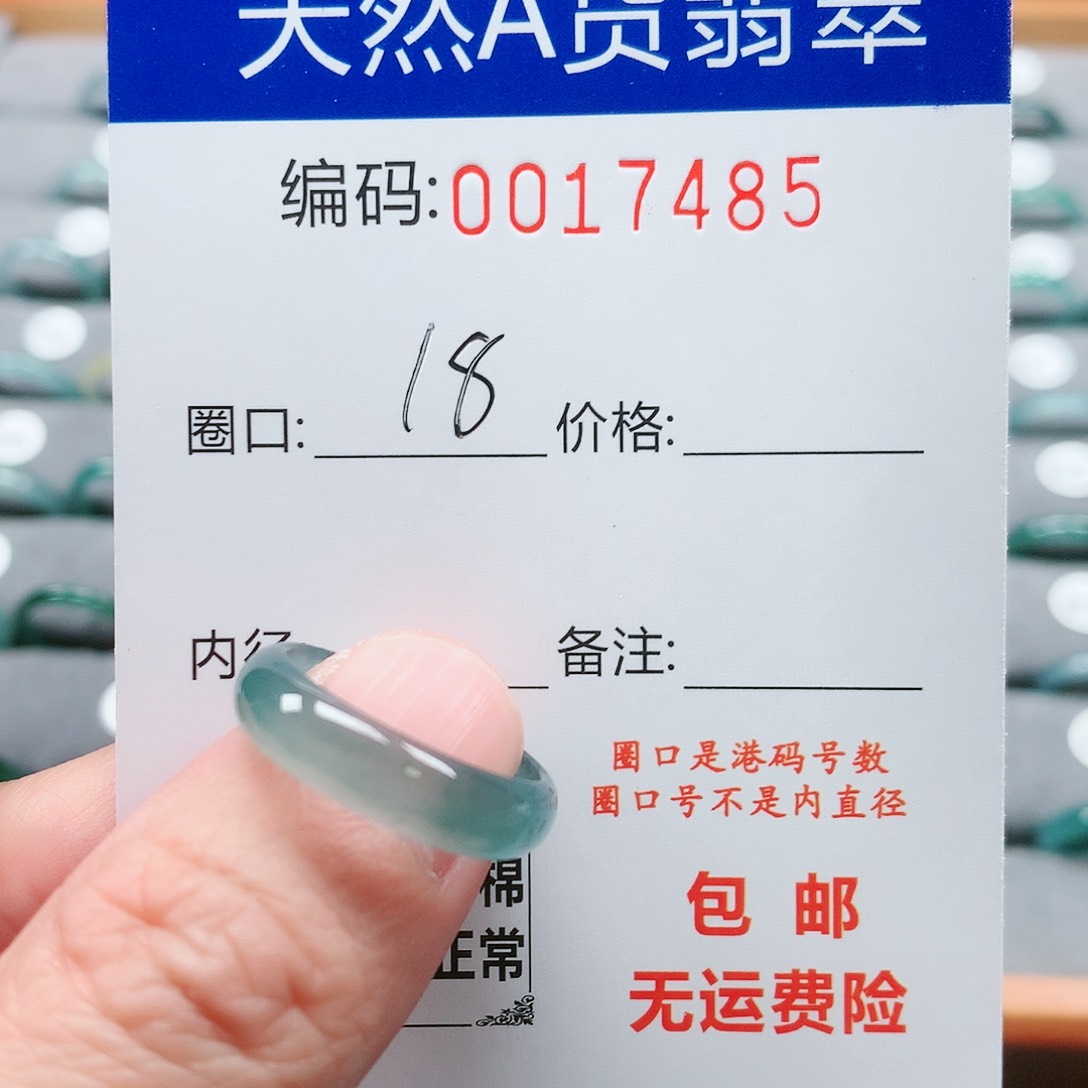 天然A货翡翠
编码:0017485
圈口: 18 价格:
内径 备注:
圈口是港码号数
圈口号不是内直径
棉
正常
包邮
无运费险